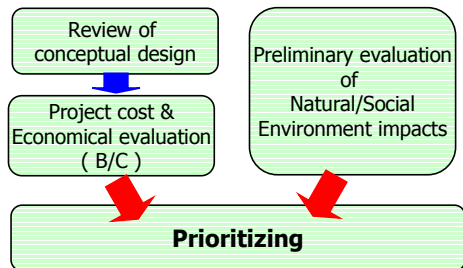 Review of
conceptual design
Project cost &
Economical evaluation
( B/C )
Preliminary evaluation
of
Natural/Social
Environment impacts
Prioritizing